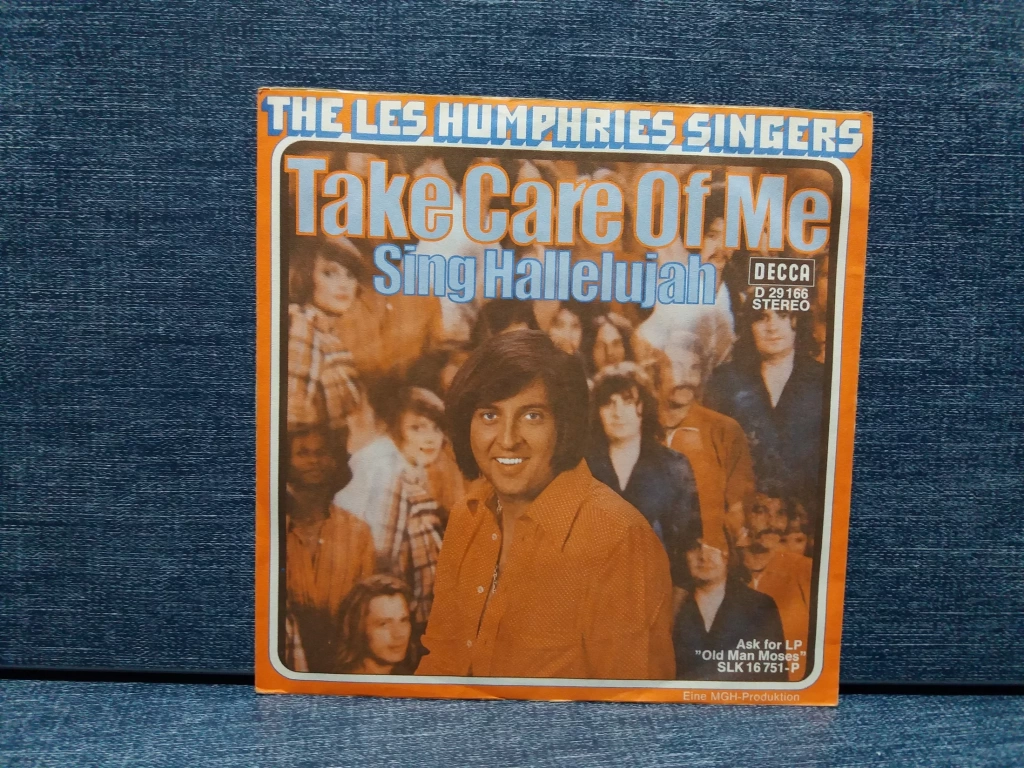 THE LES HUMPHRIES SINGERS
Take Care Of Me
Sing Hallelujah
DECCA
D 29 166
STEREO
Ask for LP
"Old Man Moses"
SLK 16 751-P
Eine MGH-Produktion